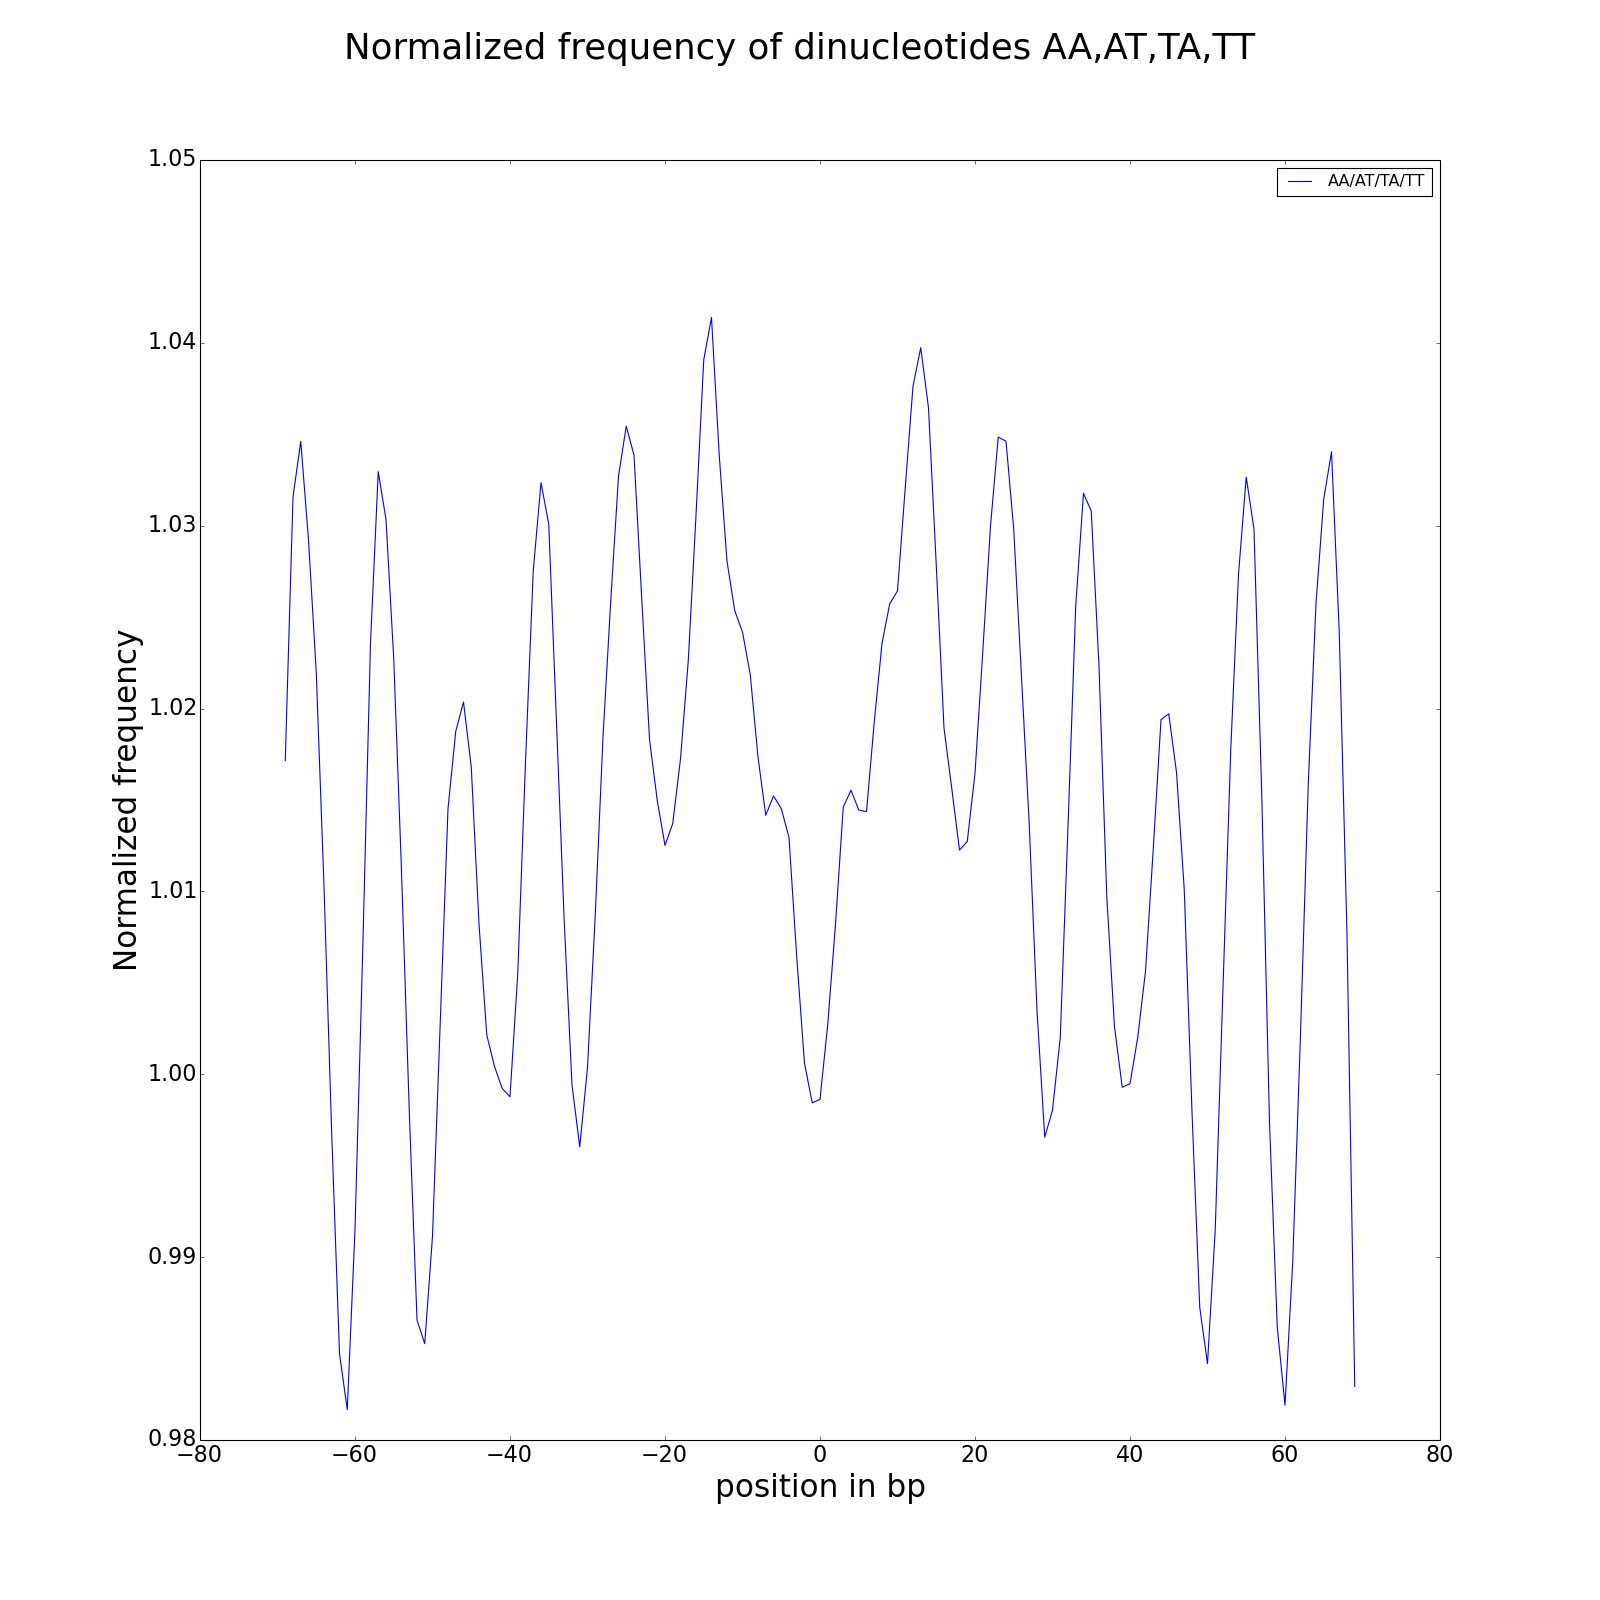 Normalized frequency of dinucleotides AA,AT,TA,TT
AA/AT/TA/TT
1.05
1.04
1.03
1.02
1.01
1.00
0.99
0.98
Normalized frequency
−80 −60 −40 −20 0 20 40 60 80
position in bp